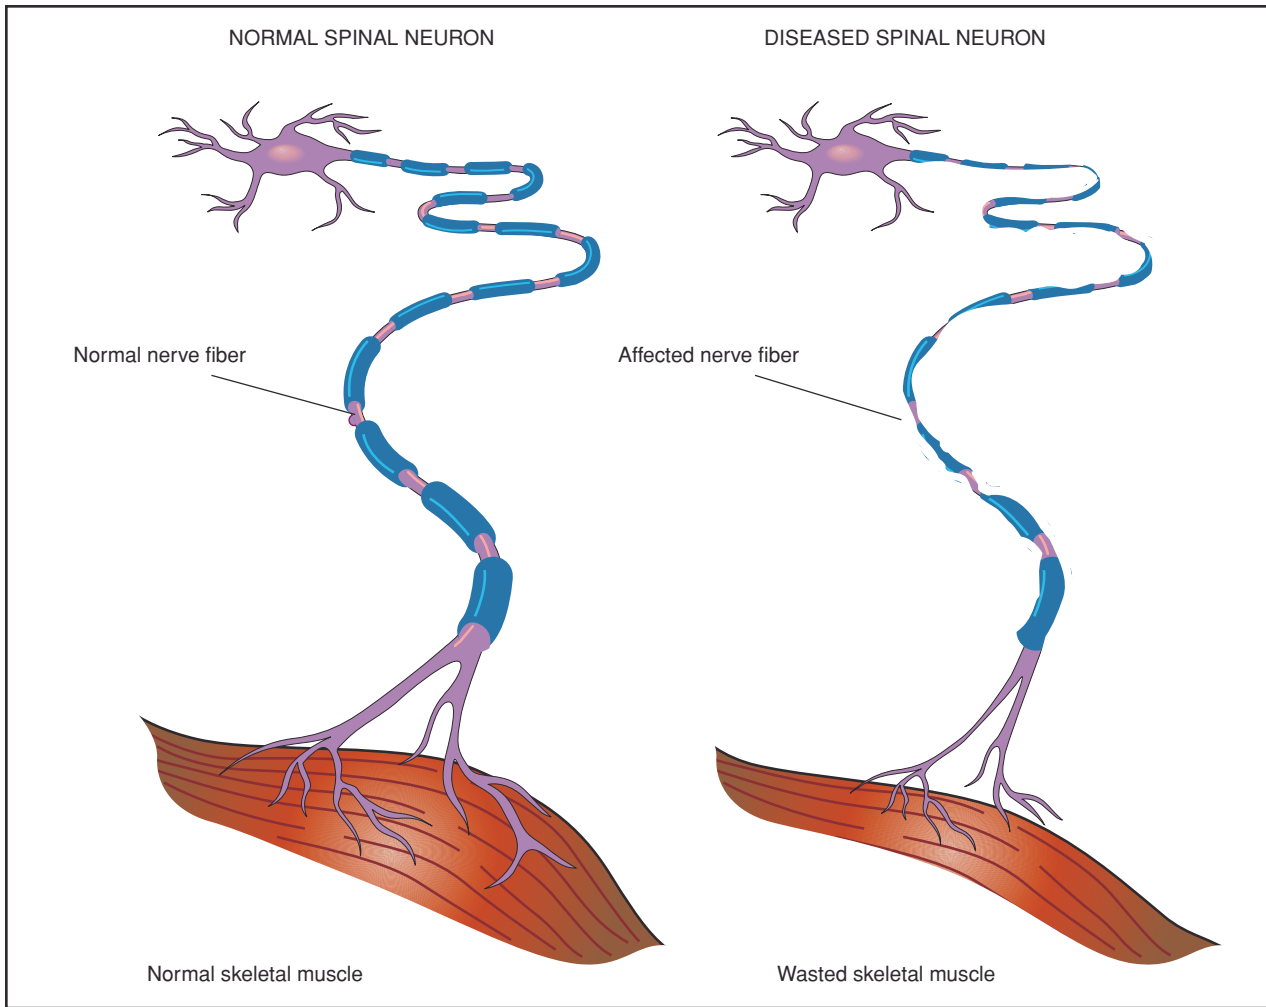 NORMAL SPINAL NEURON
DISEASED SPINAL NEURON
Normal nerve fiber
Affected nerve fiber
Normal skeletal muscle
Wasted skeletal muscle